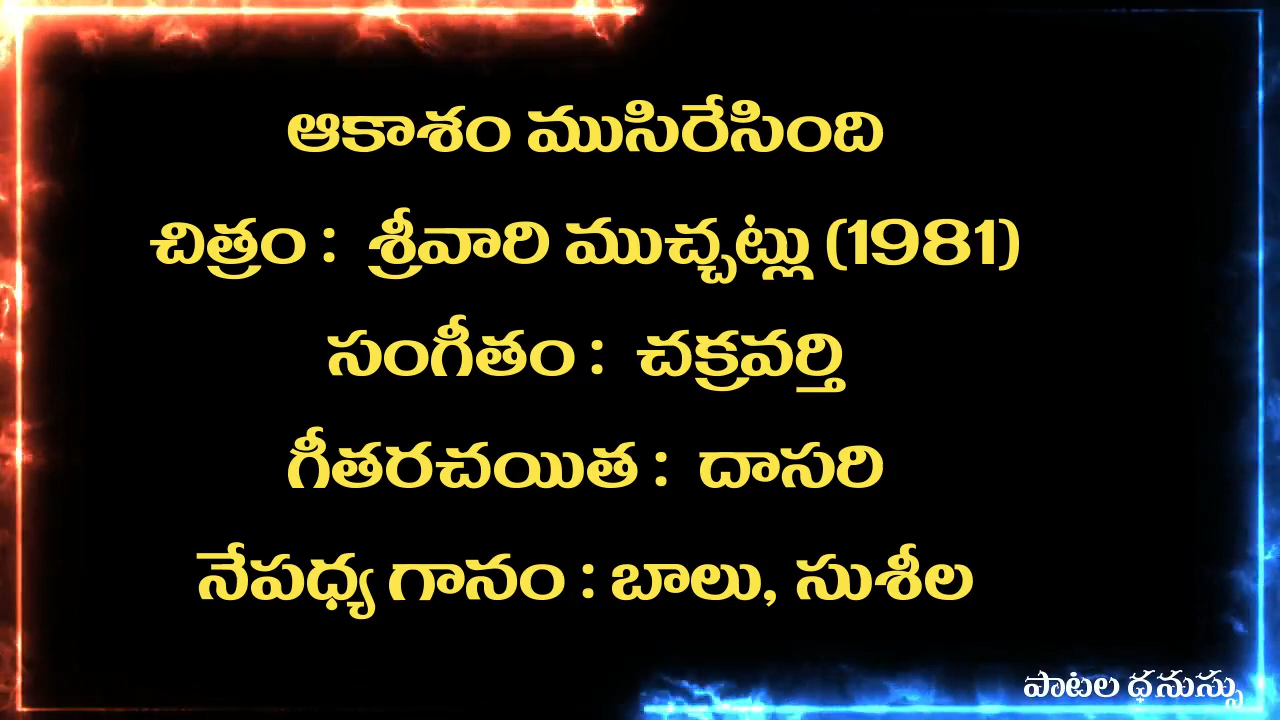 ఆకాశం ముసిరేసింది
చిత్రం : శ్రీవారి ముచ్చట్లు (1981)
సంగీతం : చక్రవర్తి
గీతరచయిత : దాసరి
నేపధ్య గానం : బాలు, సుశీల
పాటల ధనుస్సు